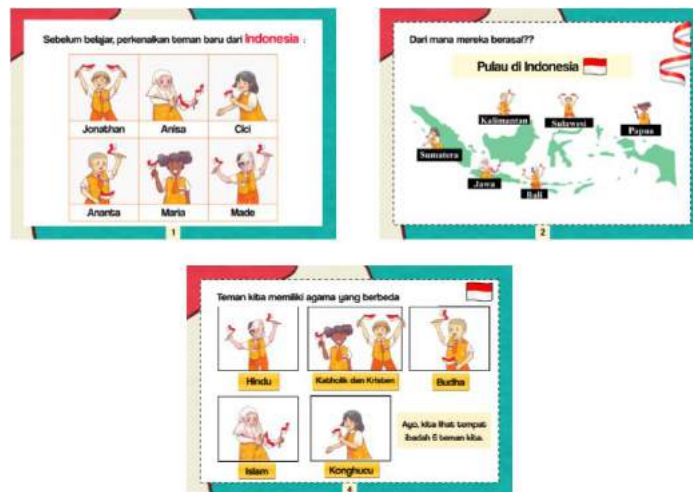 Sebelum belajar, perkenalkan teman baru dari Indonesia :
Jonathan
Anisa
Cici
Ananta
Maria
Made
1
Dari mana mereka berasal??
Pulau di Indonesia
Kalimantan
Sulawesi
Papua
Sumatera
Jawa
Bali
2
Teman kita memiliki agama yang berbeda
Hindu
Katholik dan Kristen
Budha
Islam
Konghucu
Ayo, kita lihat tempat
ibadah 6 teman kita.
4